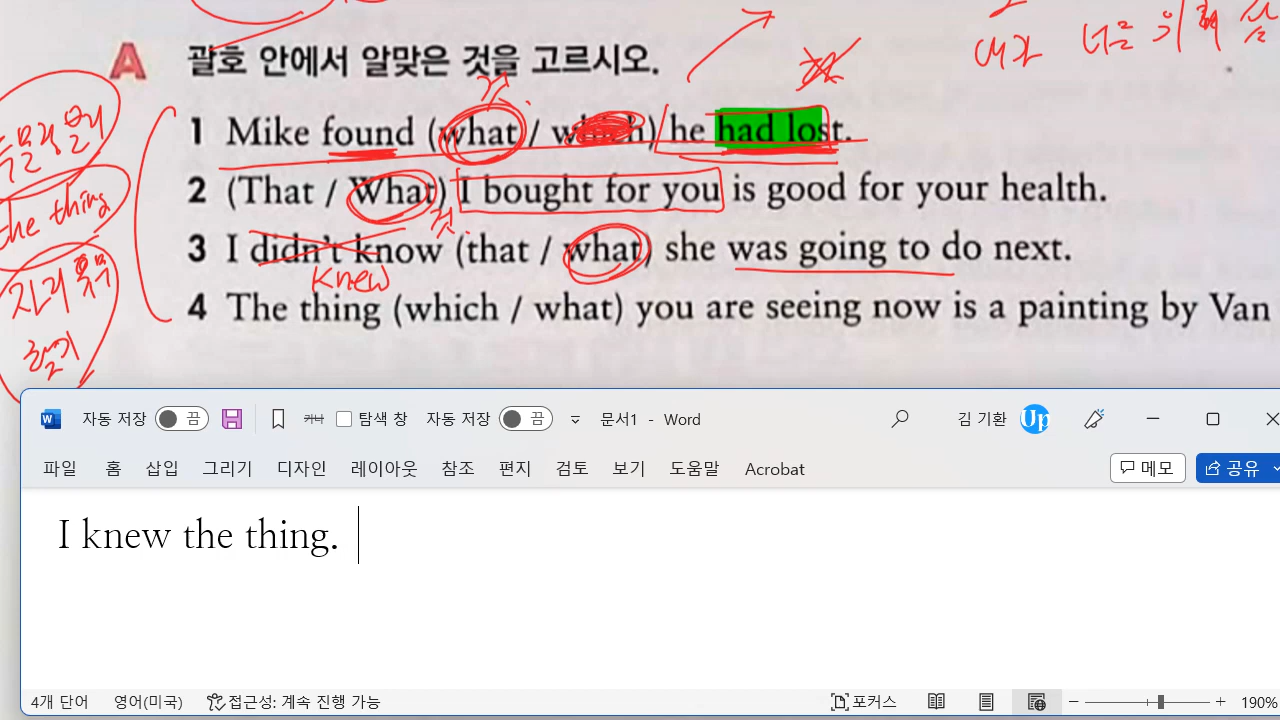 내가 너를 위해
A 괄호 안에서 알맞은 것을 고르시오.
것.
1 Mike found (what / which) he had lost.
2 (That / What) I bought for you is good for your health.
the thing
것.
3 I didn't know (that / what) she was going to do next.
knew
4 The thing (which / what) you are seeing now is a painting by Van
자동 저장 끔 탐색 창 자동 저장 끔 문서1 - Word 김 기환 Up
파일 홈 삽입 그리기 디자인 레이아웃 참조 편지 검토 보기 도움말 Acrobat 메모 공유
I knew the thing.
4개 단어 영어(미국) 접근성: 계속 진행 가능 포커스 190%